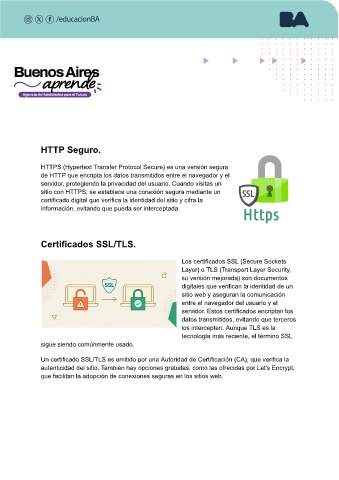 /educacionBA
BA
Buenos Aires
aprende
Agencia de Habilidades para el Futuro
HTTP Seguro.
HTTPS (Hypertext Transfer Protocol Secure) es una versión segura
de HTTP que encripta los datos transmitidos entre el navegador y el
servidor, protegiendo la privacidad del usuario. Cuando visitas un
sitio con HTTPS, se establece una conexión segura mediante un
certificado digital que verifica la identidad del sitio y cifra la
información, evitando que pueda ser interceptada.
SSL
Https
Certificados SSL/TLS.
SSL
Los certificados SSL (Secure Sockets
Layer) o TLS (Transport Layer Security,
su versión mejorada) son documentos
digitales que verifican la identidad de un
sitio web y aseguran la comunicación
entre el navegador del usuario y el
servidor. Estos certificados encriptan los
datos transmitidos, evitando que terceros
los intercepten. Aunque TLS es la
tecnología más reciente, el término SSL
sigue siendo comúnmente usado.
Un certificado SSL/TLS es emitido por una Autoridad de Certificación (CA), que verifica la
autenticidad del sitio. También hay opciones gratuitas, como las ofrecidas por Let's Encrypt,
que facilitan la adopción de conexiones seguras en los sitios web.